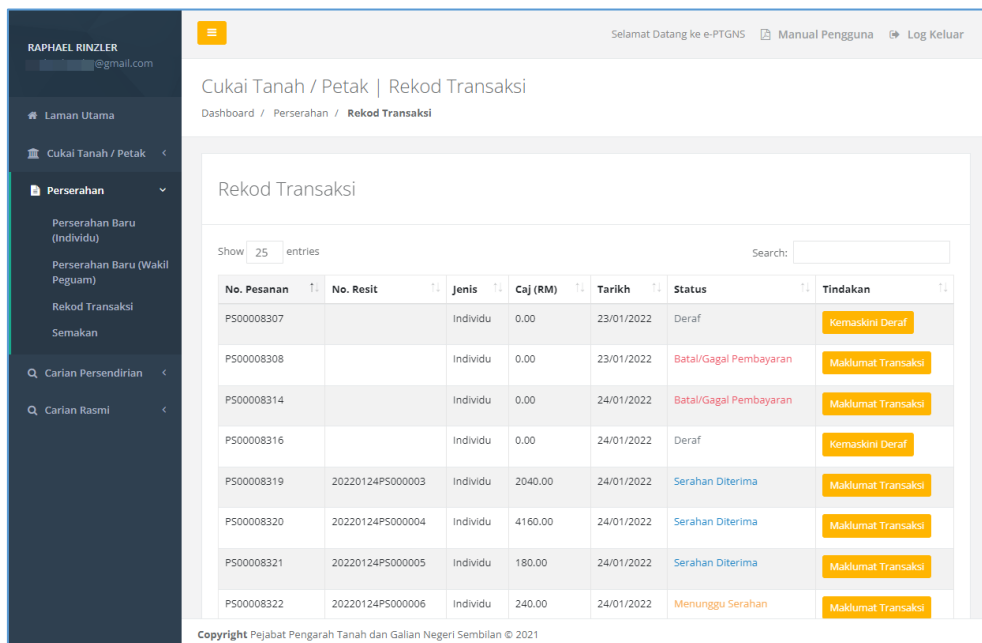 RAPHAEL RINZLER
@gmail.com
Laman Utama
Cukai Tanah / Petak
Perserahan
Perserahan Baru
(Individu)
Perserahan Baru (Wakil
Peguam)
Rekod Transaksi
Semakan
Carian Persendirian
Carian Rasmi
Selamat Datang ke e-PTGNS Manual Pengguna Log Keluar
Cukai Tanah / Petak | Rekod Transaksi
Dashboard / Perserahan / Rekod Transaksi
Rekod Transaksi
Show 25 entries Search:
No. Pesanan No. Resit Jenis Caj (RM) Tarikh Status Tindakan
PS00008307 Individu 0.00 23/01/2022 Deraf Kemaskini Deraf
PS00008308 Individu 0.00 23/01/2022 Batal/Gagal Pembayaran Maklumat Transaksi
PS00008314 Individu 0.00 24/01/2022 Batal/Gagal Pembayaran Maklumat Transaksi
PS00008316 Individu 0.00 24/01/2022 Deraf Kemaskini Deraf
PS00008319 20220124PS000003 Individu 2040.00 24/01/2022 Serahan Diterima Maklumat Transaksi
PS00008320 20220124PS000004 Individu 4160.00 24/01/2022 Serahan Diterima Maklumat Transaksi
PS00008321 20220124PS000005 Individu 180.00 24/01/2022 Serahan Diterima Maklumat Transaksi
PS00008322 20220124PS000006 Individu 240.00 24/01/2022 Menunggu Serahan Maklumat Transaksi
Copyright Pejabat Pengarah Tanah dan Galian Negeri Sembilan © 2021